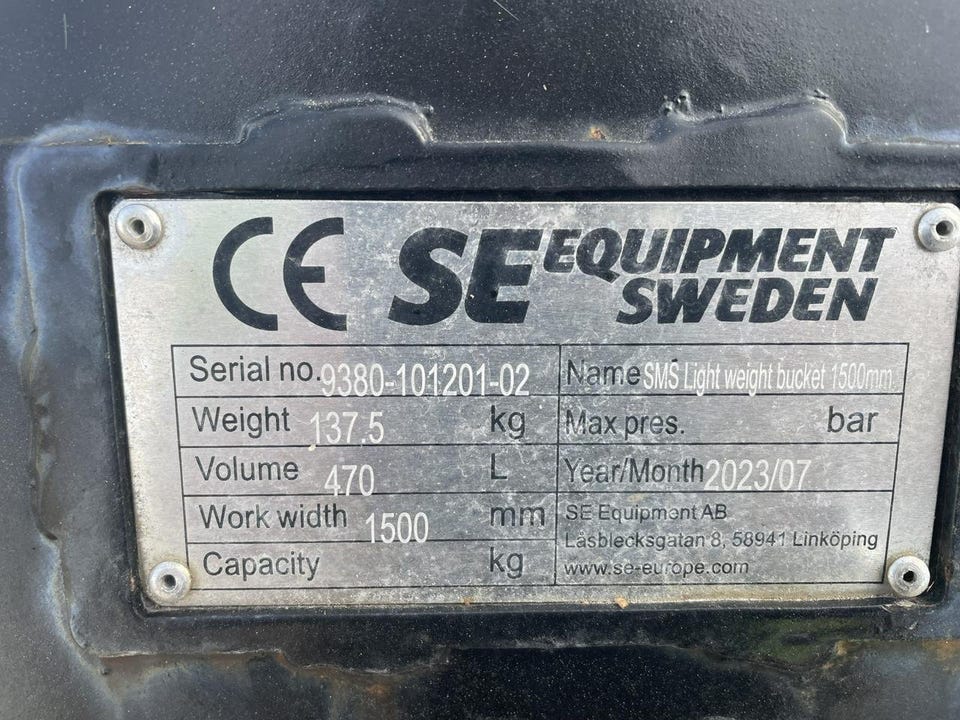 CE SE EQUIPMENT
SWEDEN
Serial no. 9380-101201-02
Name SMS Light weight bucket 1500mm
Weight 137.5 kg
Max pres. bar
Volume 470 L
Year/Month 2023/07
Work width 1500 mm
SE Equipment AB
Låsblecksgatan 8, 58941 Linköping
Capacity kg
www.se-europe.com